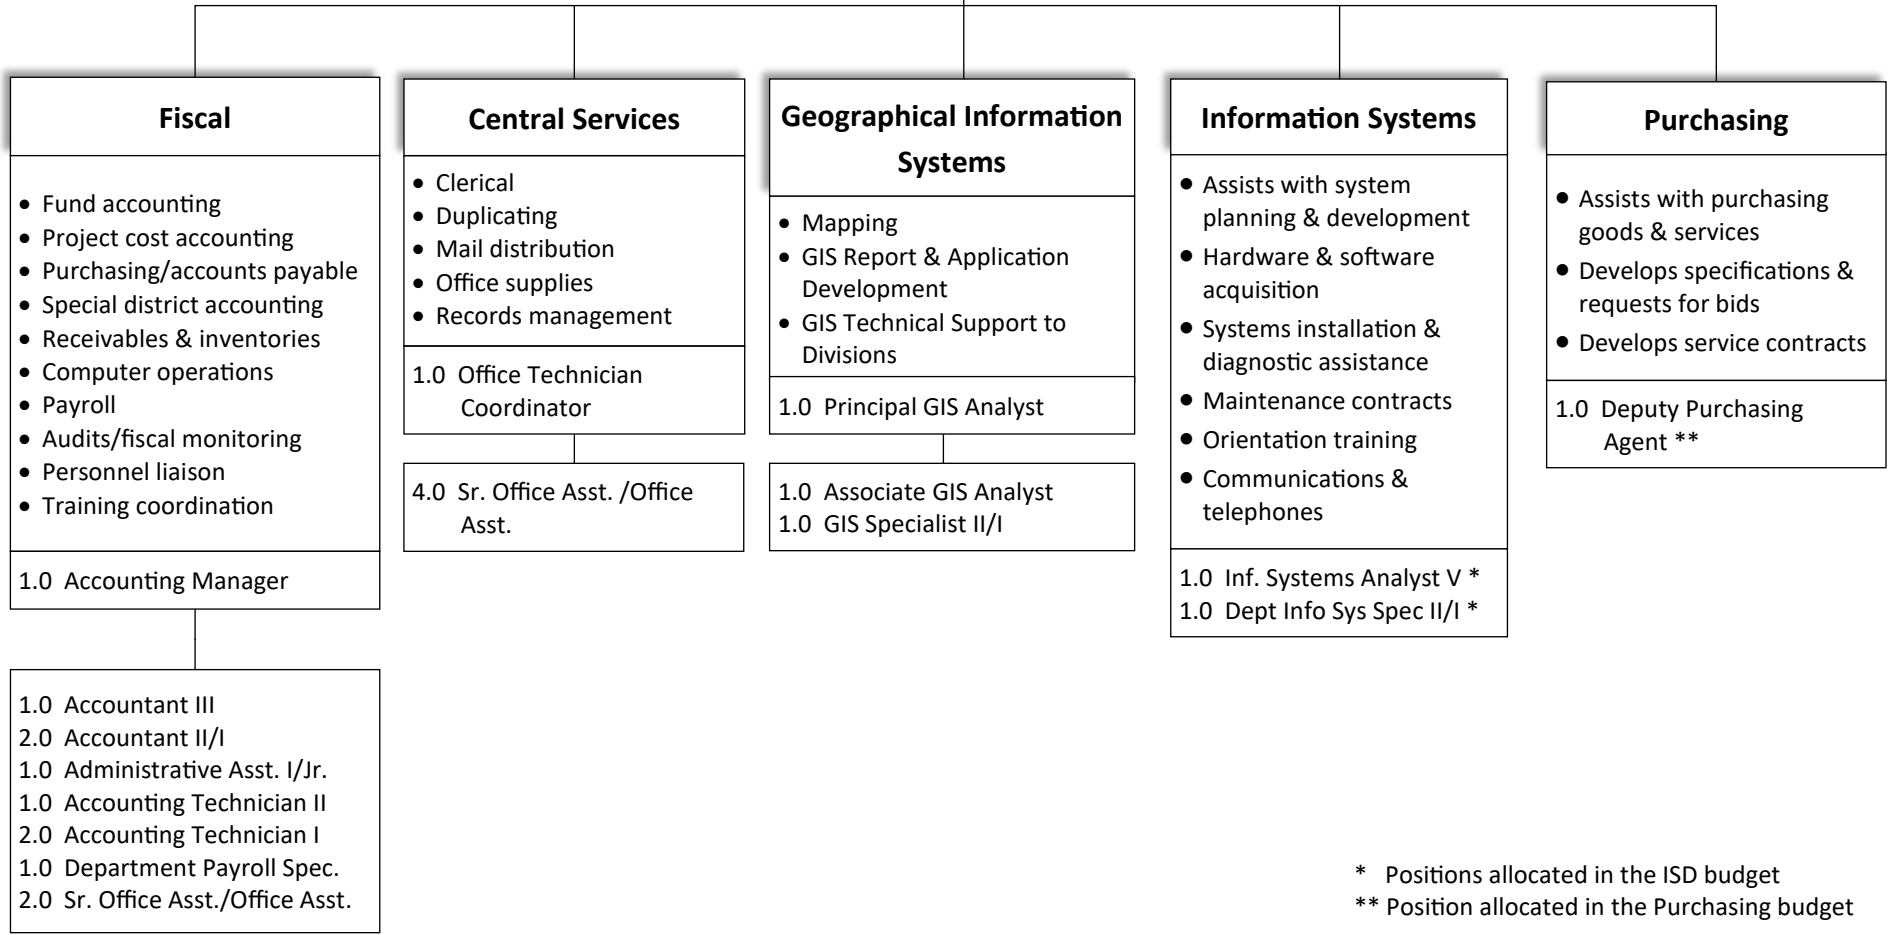 Fiscal
• Fund accounting
• Project cost accounting
• Purchasing/accounts payable
• Special district accounting
• Receivables & inventories
• Computer operations
• Payroll
• Audits/fiscal monitoring
• Personnel liaison
• Training coordination
1.0 Accounting Manager
1.0 Accountant III
2.0 Accountant II/I
1.0 Administrative Asst. I/Jr.
1.0 Accounting Technician II
2.0 Accounting Technician I
1.0 Department Payroll Spec.
2.0 Sr. Office Asst./Office Asst.
Central Services
• Clerical
• Duplicating
• Mail distribution
• Office supplies
• Records management
1.0 Office Technician
Coordinator
4.0 Sr. Office Asst. /Office
Asst.
Geographical Information
Systems
• Mapping
• GIS Report & Application
Development
• GIS Technical Support to
Divisions
1.0 Principal GIS Analyst
1.0 Associate GIS Analyst
1.0 GIS Specialist II/I
Information Systems
• Assists with system
planning & development
• Hardware & software
acquisition
• Systems installation &
diagnostic assistance
• Maintenance contracts
• Orientation training
• Communications &
telephones
1.0 Inf. Systems Analyst V *
1.0 Dept Info Sys Spec II/I *
Purchasing
• Assists with purchasing
goods & services
• Develops specifications &
requests for bids
• Develops service contracts
1.0 Deputy Purchasing
Agent **
* Positions allocated in the ISD budget
** Position allocated in the Purchasing budget